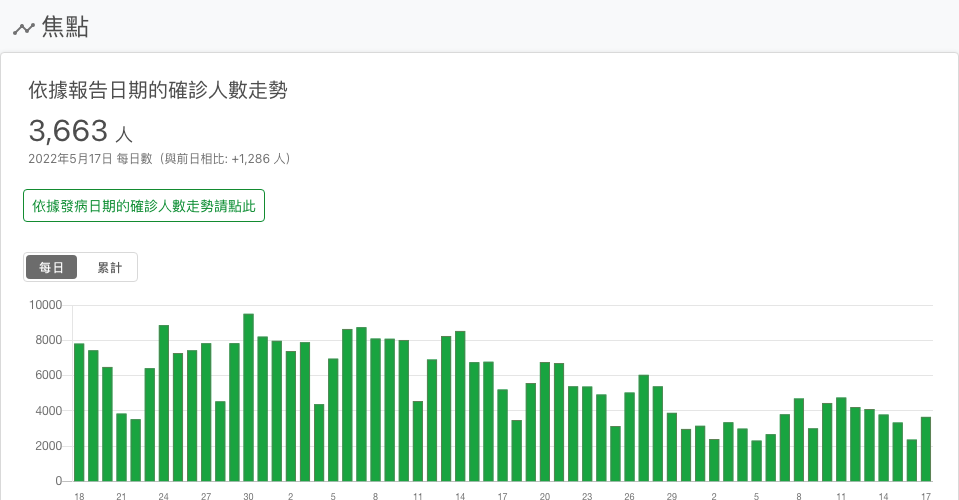 焦點
依據報告日期的確診人數走勢
3,663 人
2022年5月17日 每日數（與前日相比: +1,286 人）
依據發病日期的確診人數走勢請點此
每日 累計
10000
8000
6000
4000
2000
0
18 21 24 27 30 2 5 8 11 14 17 20 23 26 29 2 5 8 11 14 17